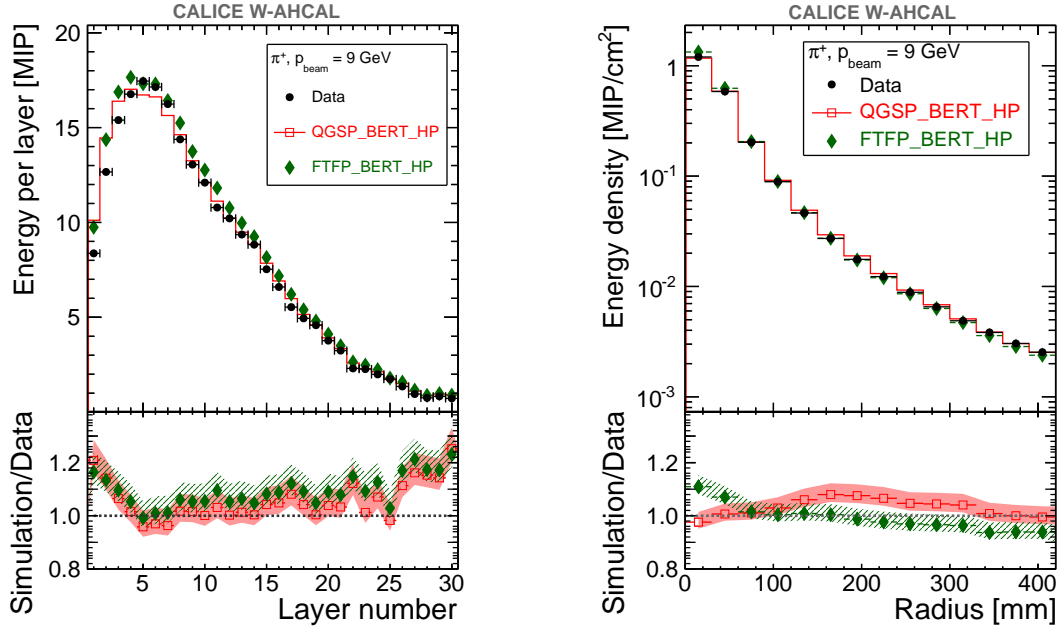 CALICE W-AHCAL
Energy per layer [MIP]
20
15
10
5
π⁺, p_beam = 9 GeV
Data
QGSP_BERT_HP
FTFP_BERT_HP
Simulation/Data
1.2
1.0
0.8
5
10
15
20
25
30
Layer number
CALICE W-AHCAL
Energy density [MIP/cm²]
1
10⁻¹
10⁻²
10⁻³
π⁺, p_beam = 9 GeV
Data
QGSP_BERT_HP
FTFP_BERT_HP
Simulation/Data
1.2
1.0
0.8
0
100
200
300
400
Radius [mm]